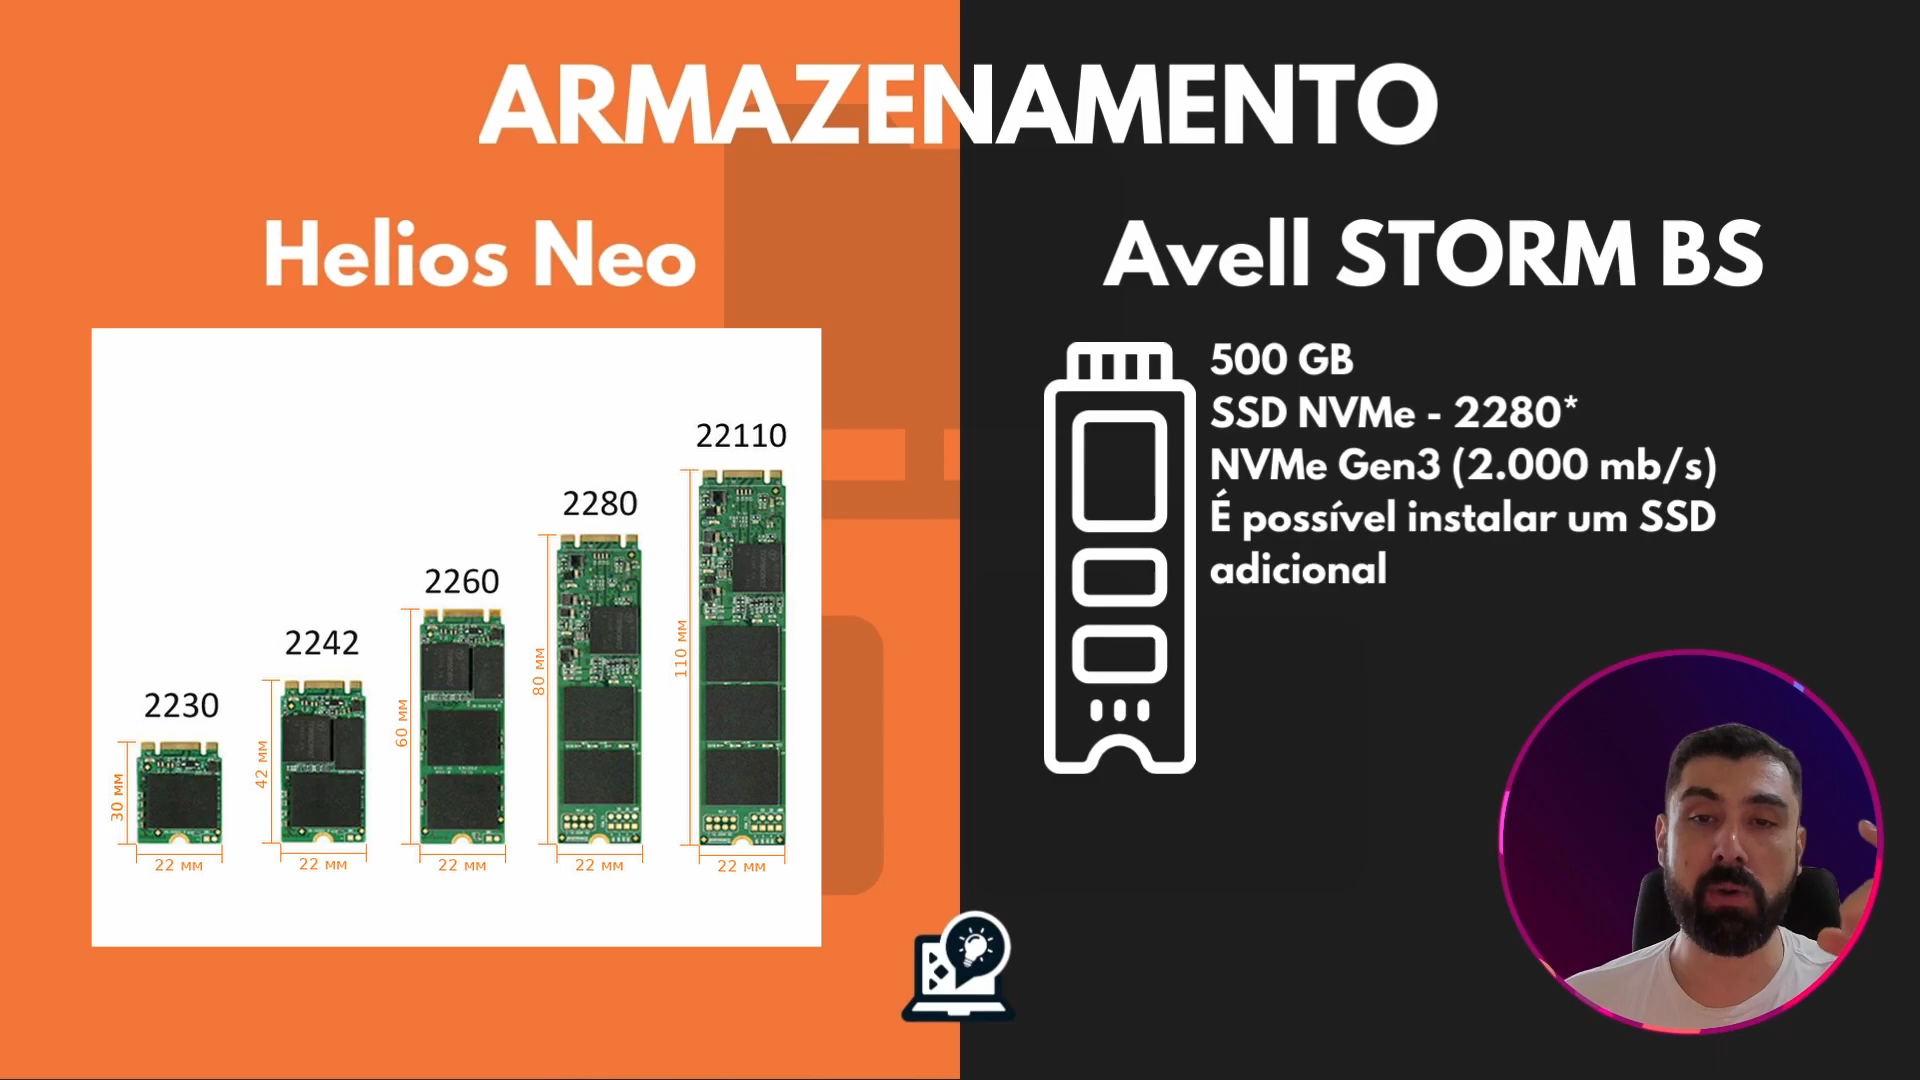 ARMAZENAMENTO
Helios Neo
Avell STORM BS
22110
2280
2260
2242
2230
30 мм
42 мм
60 мм
80 мм
110 мм
22 мм
22 мм
22 мм
22 мм
22 мм
500 GB
SSD NVMe - 2280*
NVMe Gen3 (2.000 mb/s)
É possível instalar um SSD
adicional